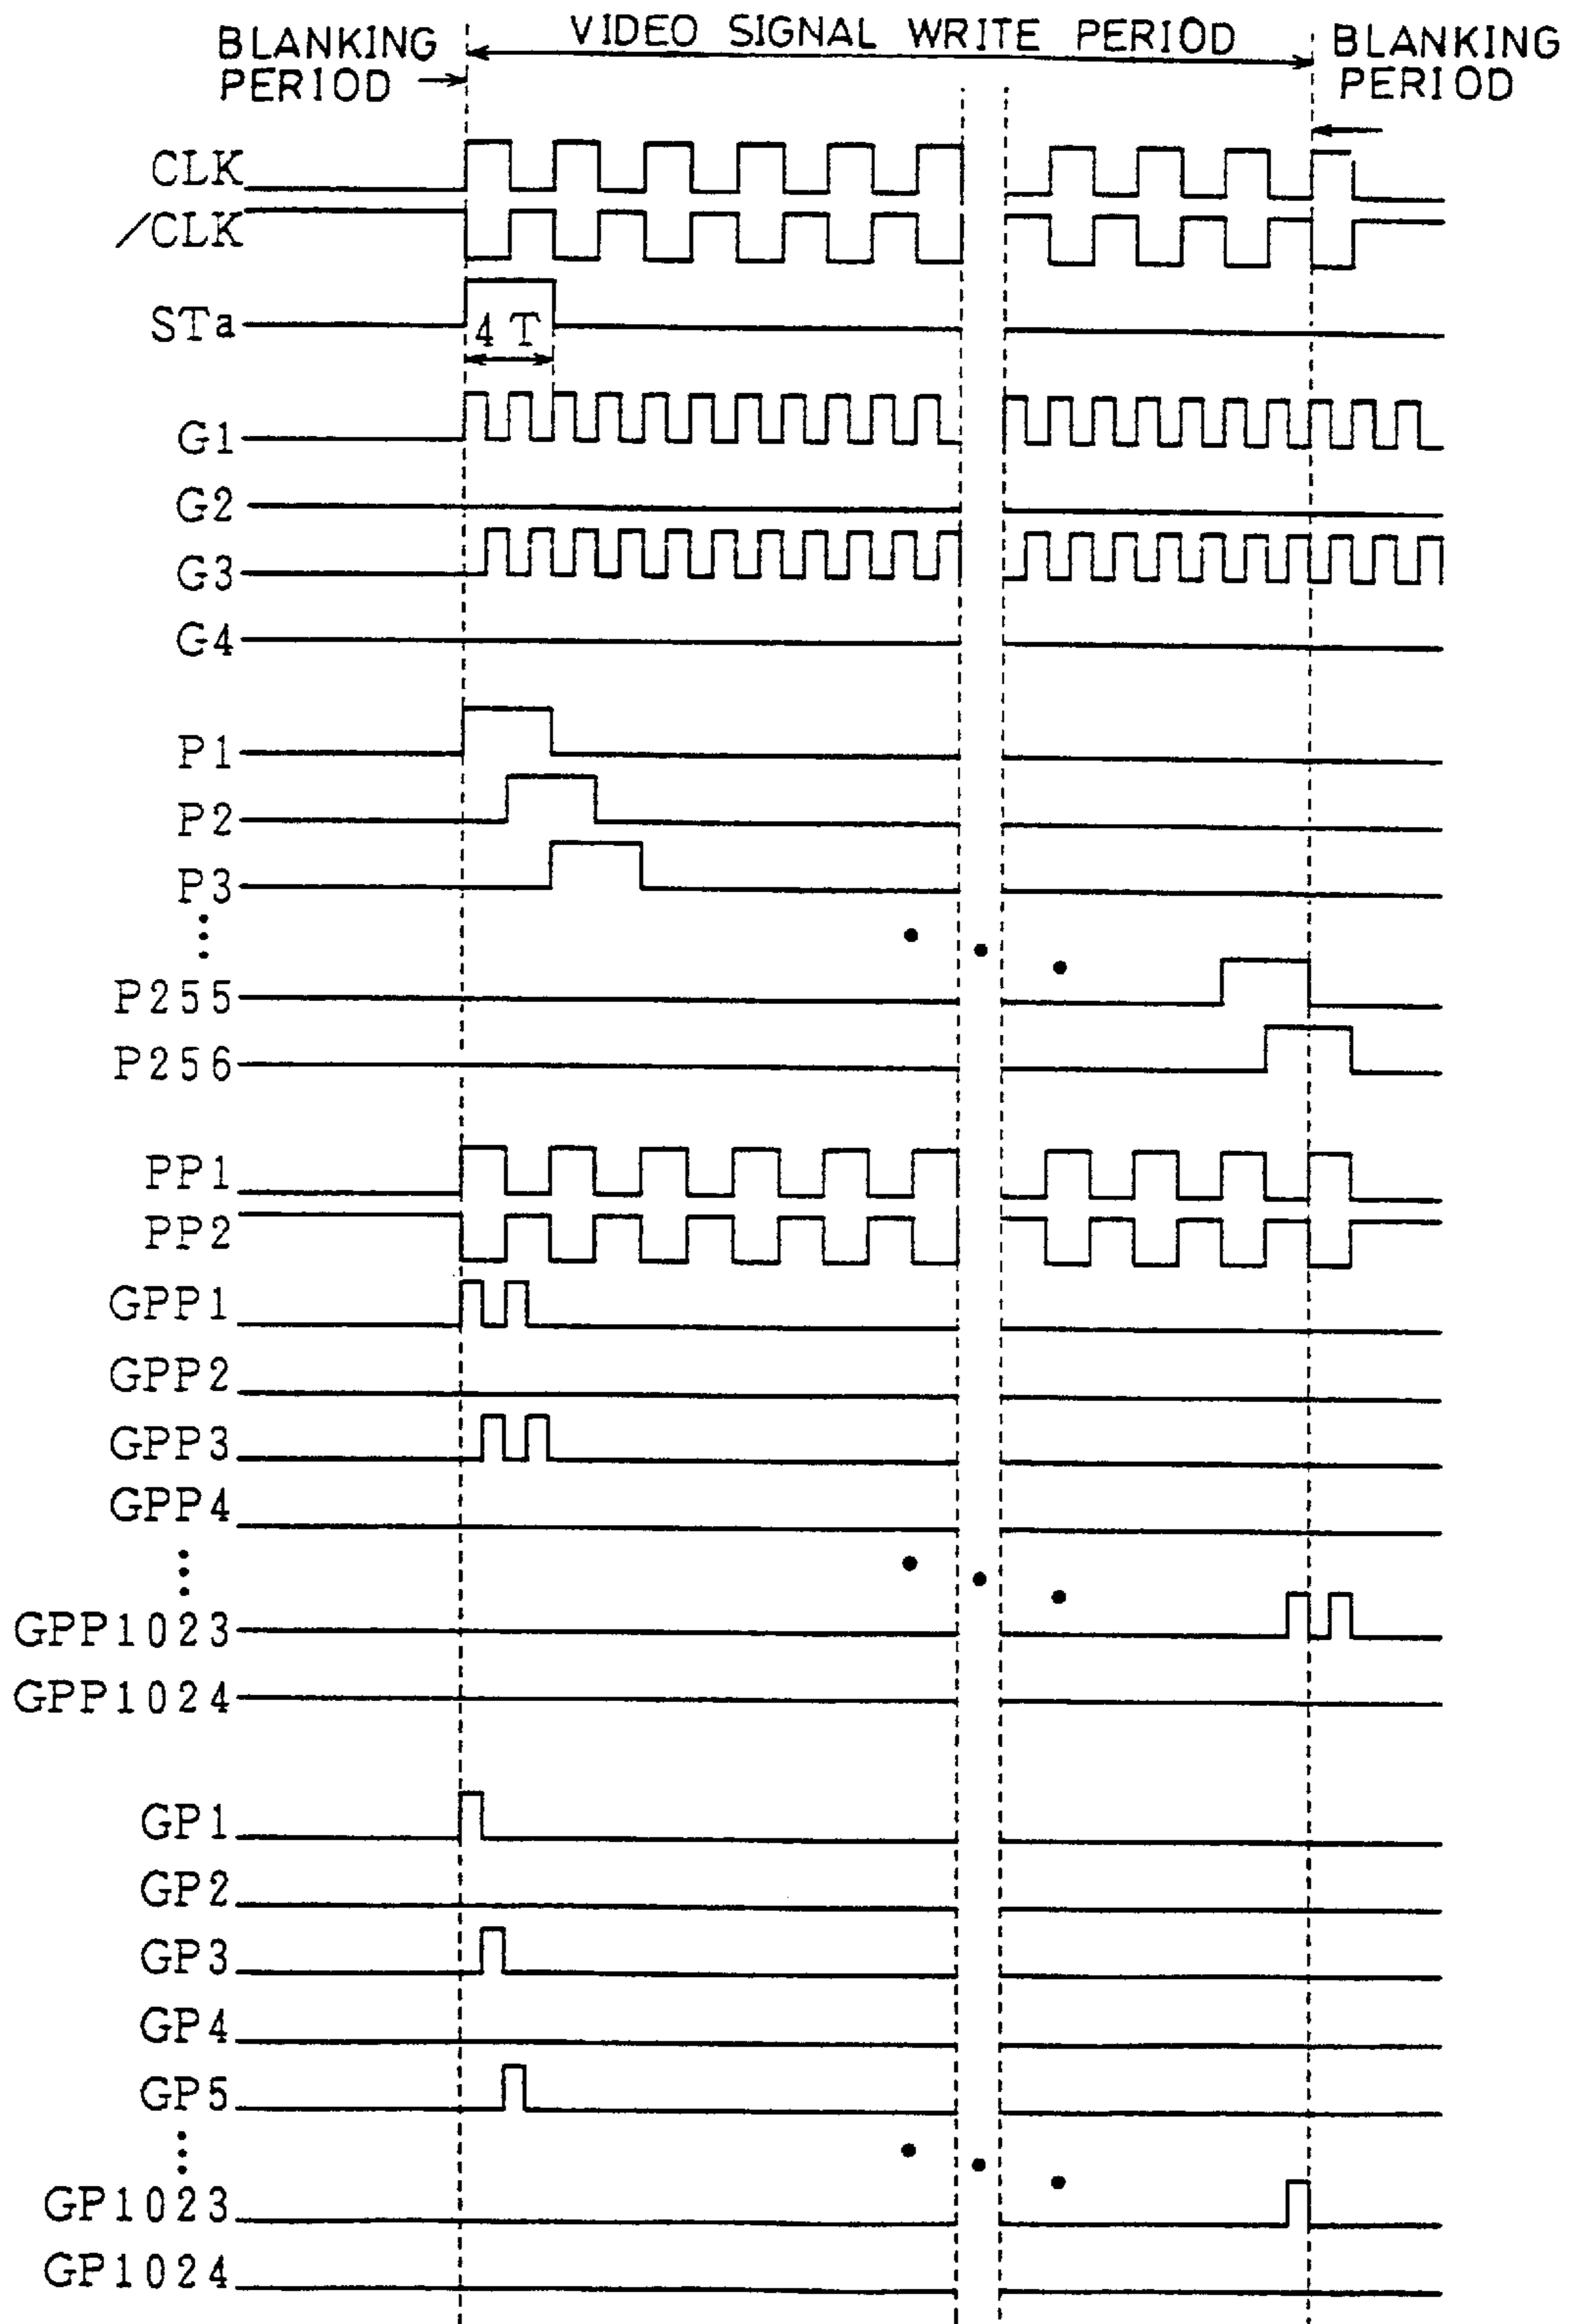 BLANKING
PERIOD
VIDEO SIGNAL WRITE PERIOD
BLANKING
PERIOD
CLK
/CLK
STa
4T
G1
G2
G3
G4
P1
P2
P3
P255
P256
PP1
PP2
GPP1
GPP2
GPP3
GPP4
GPP1023
GPP1024
GP1
GP2
GP3
GP4
GP5
GP1023
GP1024